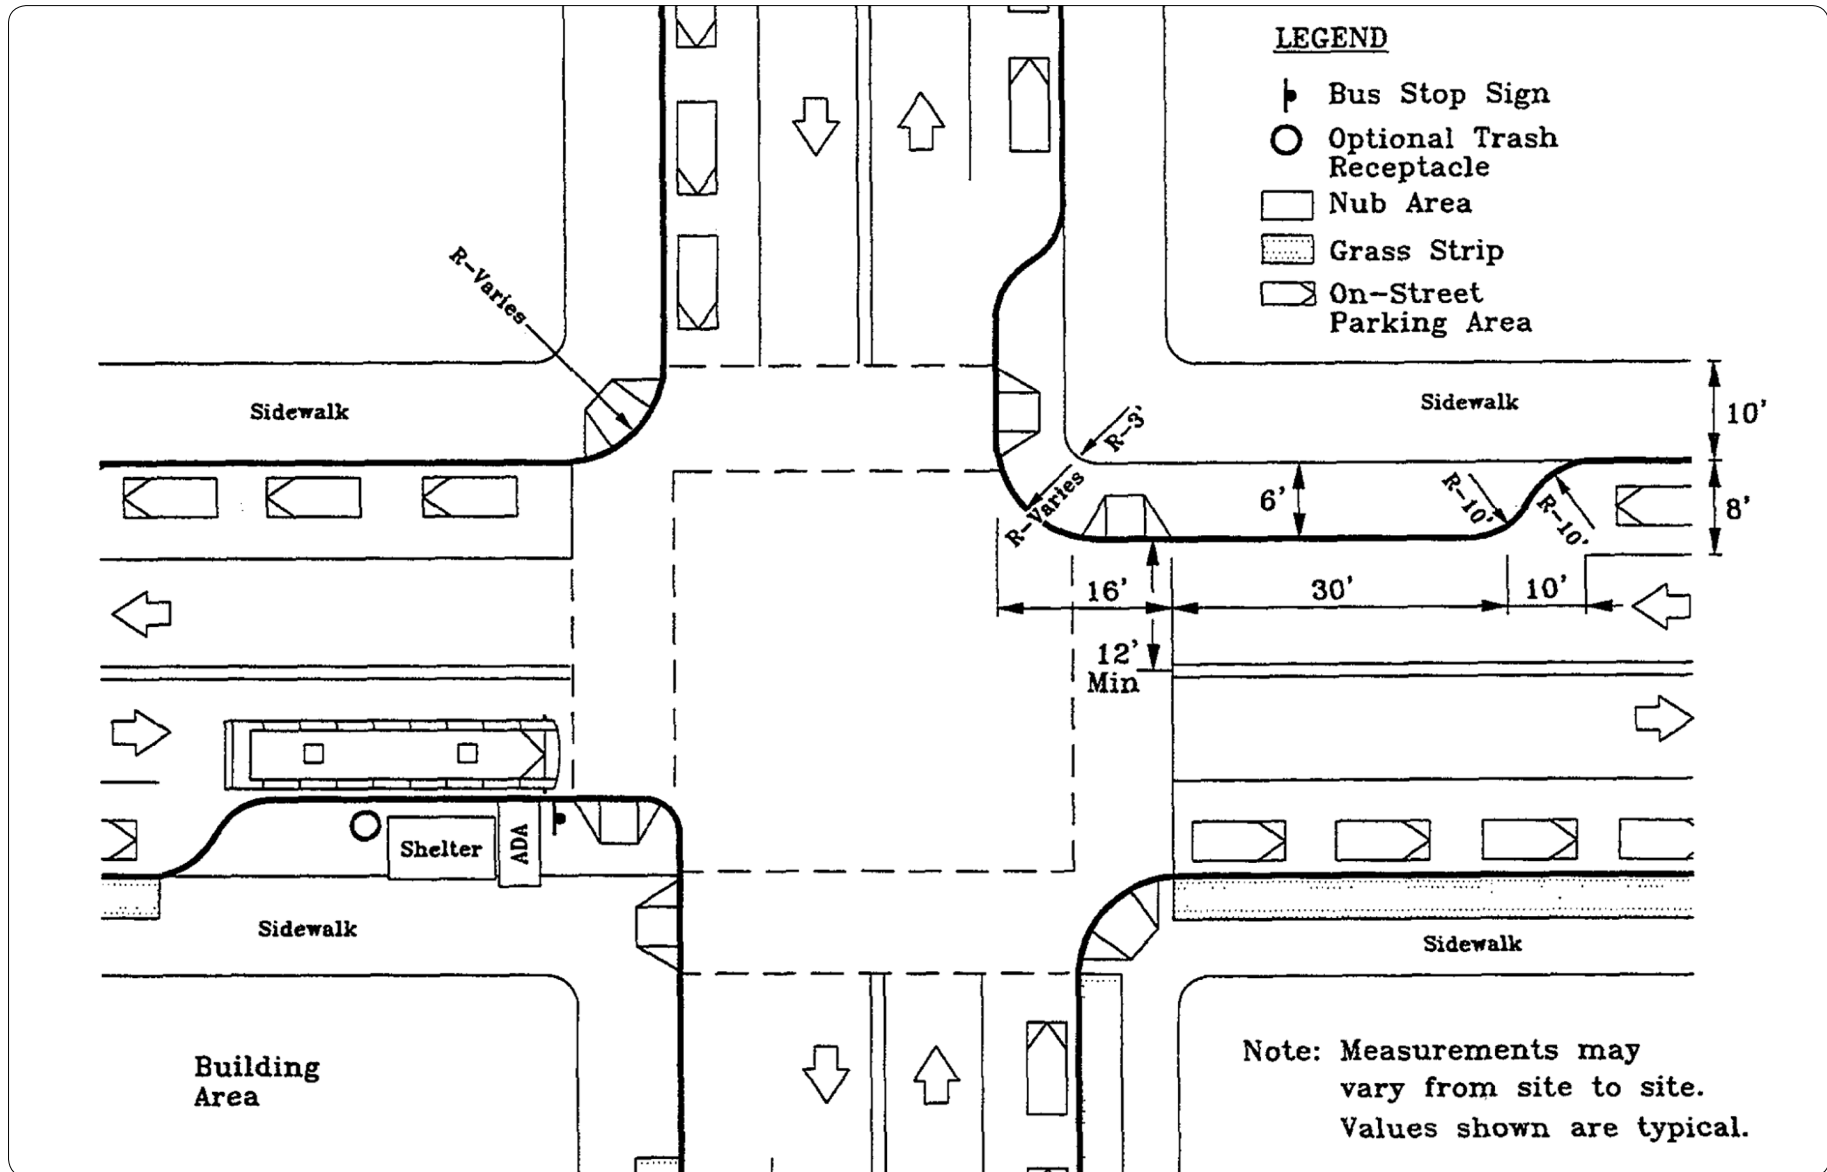 LEGEND
Bus Stop Sign
Optional Trash
Receptacle
Nub Area
Grass Strip
On-Street
Parking Area
R-Varies
Sidewalk
Sidewalk
10'
R-3'
R-Varies
6'
R-10'
R-10'
8'
16'
30'
10'
12'
Min
Shelter
ADA
Sidewalk
Sidewalk
Building
Area
Note: Measurements may
vary from site to site.
Values shown are typical.